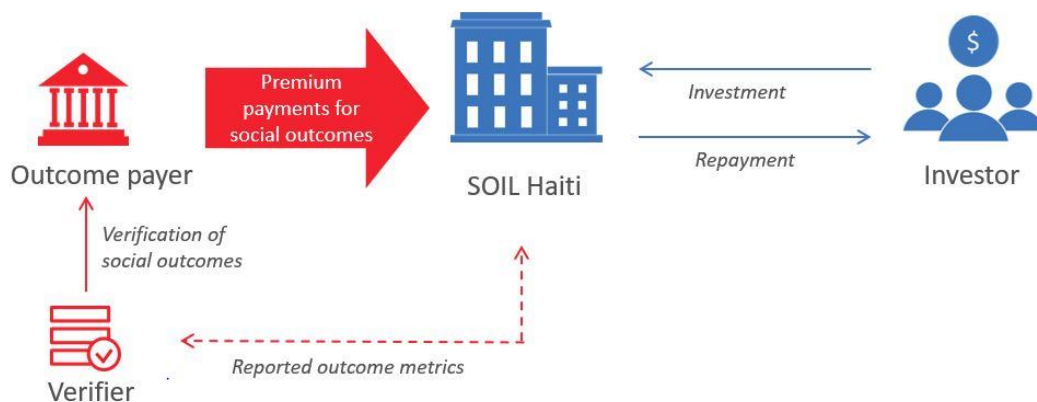 $
Premium
payments for
social outcomes
Investment
Repayment
Outcome payer
SOIL Haiti
Investor
Verification of
social outcomes
Reported outcome metrics
Verifier